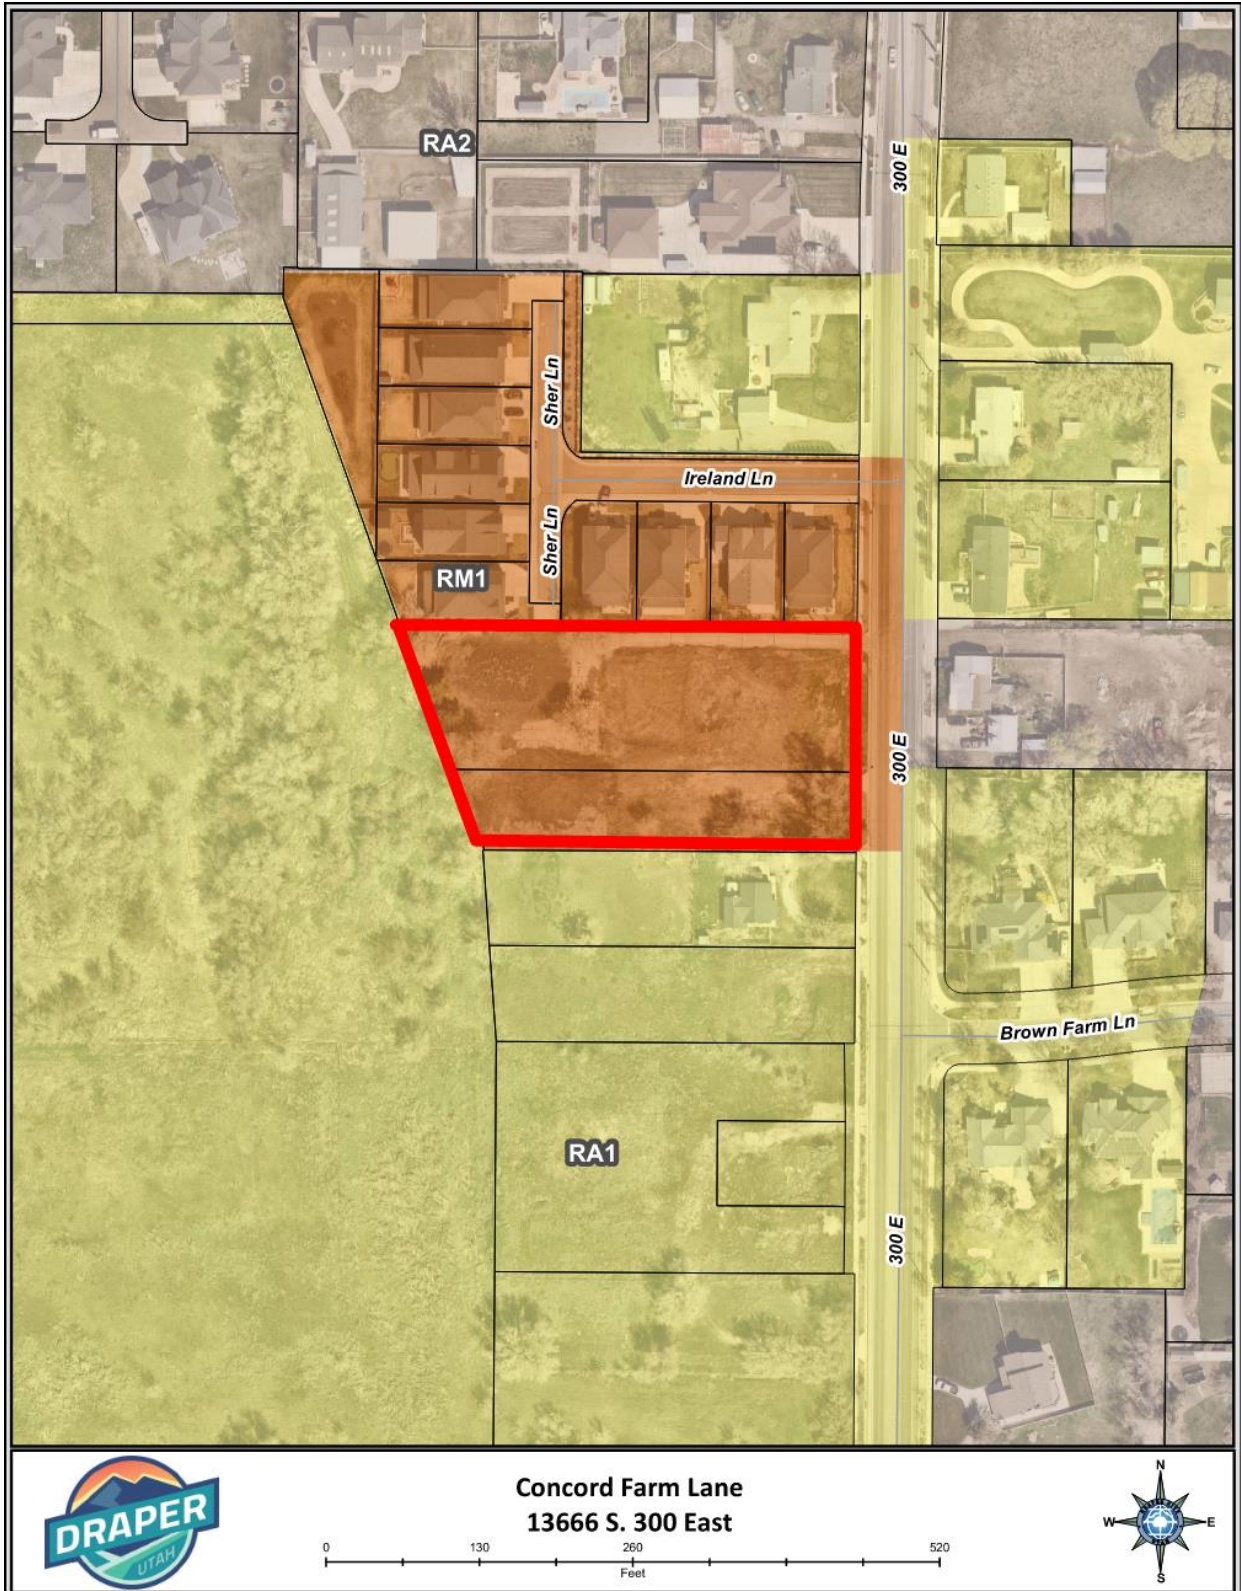 RA2
300 E
Sher Ln
Ireland Ln
Sher Ln
RM1
300 E
Brown Farm Ln
RA1
300 E
DRAPER
UTAH
Concord Farm Lane
13666 S. 300 East
0 130 260 520
Feet
N
W E
S